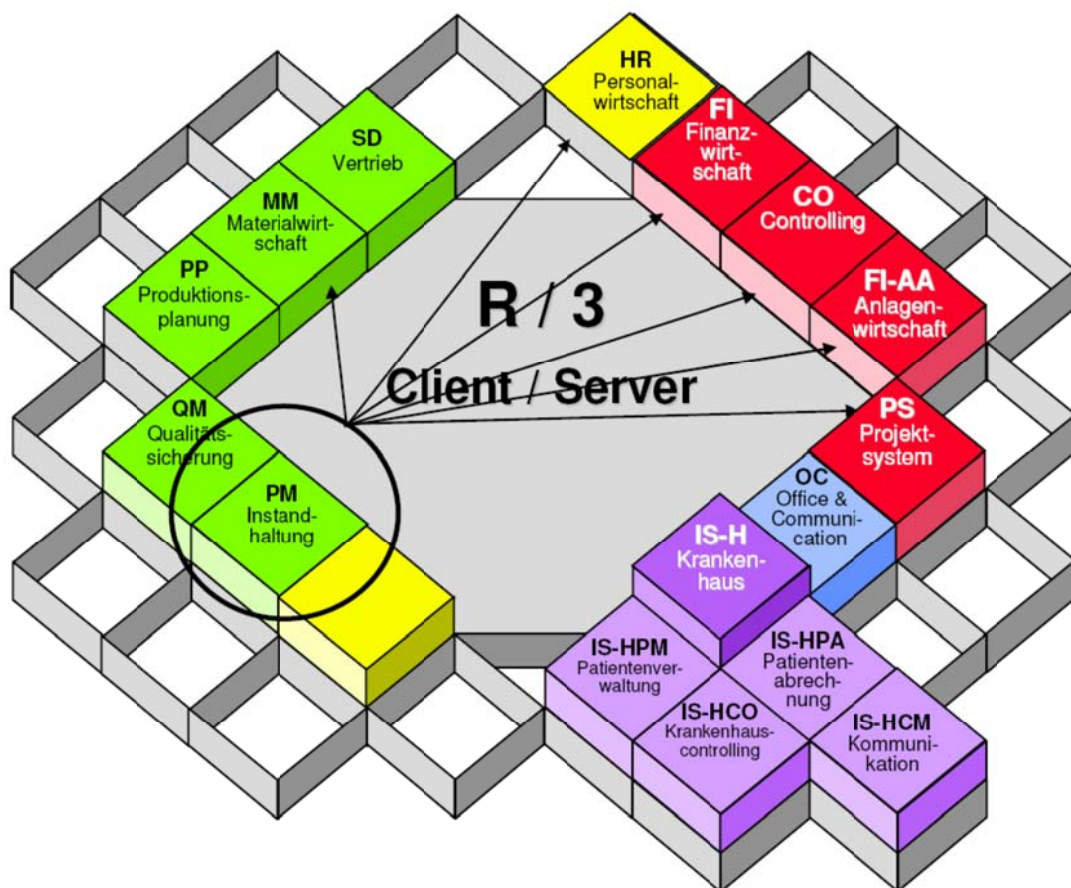 HR
Personal-
wirtschaft
FI
Finanz-
wirt-
schaft
SD
Vertrieb
MM
Materialwirt-
schaft
CO
Controlling
PP
Produktions-
planung
FI-AA
Anlagen-
wirtschaft
R / 3
Client / Server
QM
Qualitäts-
sicherung
PS
Projekt-
system
PM
Instand-
haltung
OC
Office &
Communi-
cation
IS-H
Kranken-
haus
IS-HPM
Patientenver-
waltung
IS-HPA
Patienten
abrech-
nung
IS-HCO
Krankenhaus
controlling
IS-HCM
Kommuni-
kation